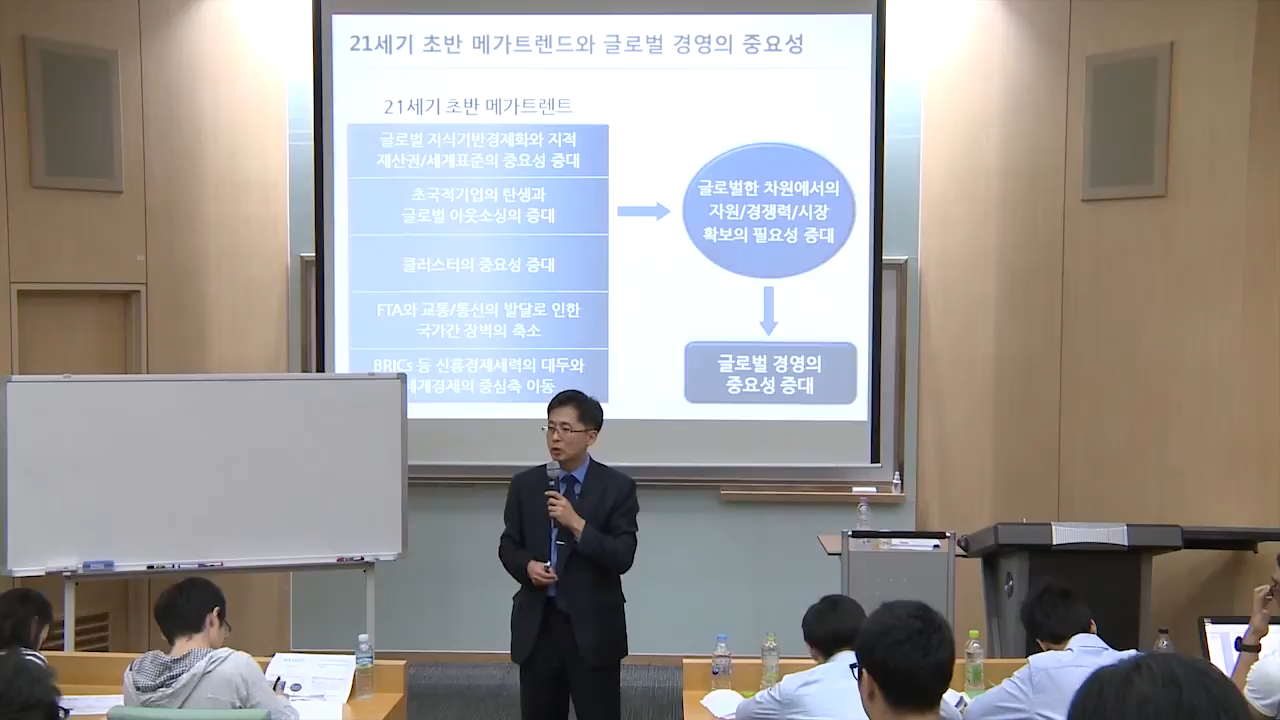 21세기 초반 메가트렌드와 글로벌 경영의 중요성
21세기 초반 메가트렌트
글로벌 지식기반경제화와 지적
재산권/세계표준의 중요성 증대
초국적기업의 탄생과
글로벌 아웃소싱의 증대
클러스터의 중요성 증대
FTA와 교통/통신의 발달로 인한
국가간 장벽의 축소
BRICs 등 신흥경제세력의 대두와
세계경제의 중심축 이동
글로벌한 차원에서의
자원/경쟁력/시장
확보의 필요성 증대
글로벌 경영의
중요성 증대